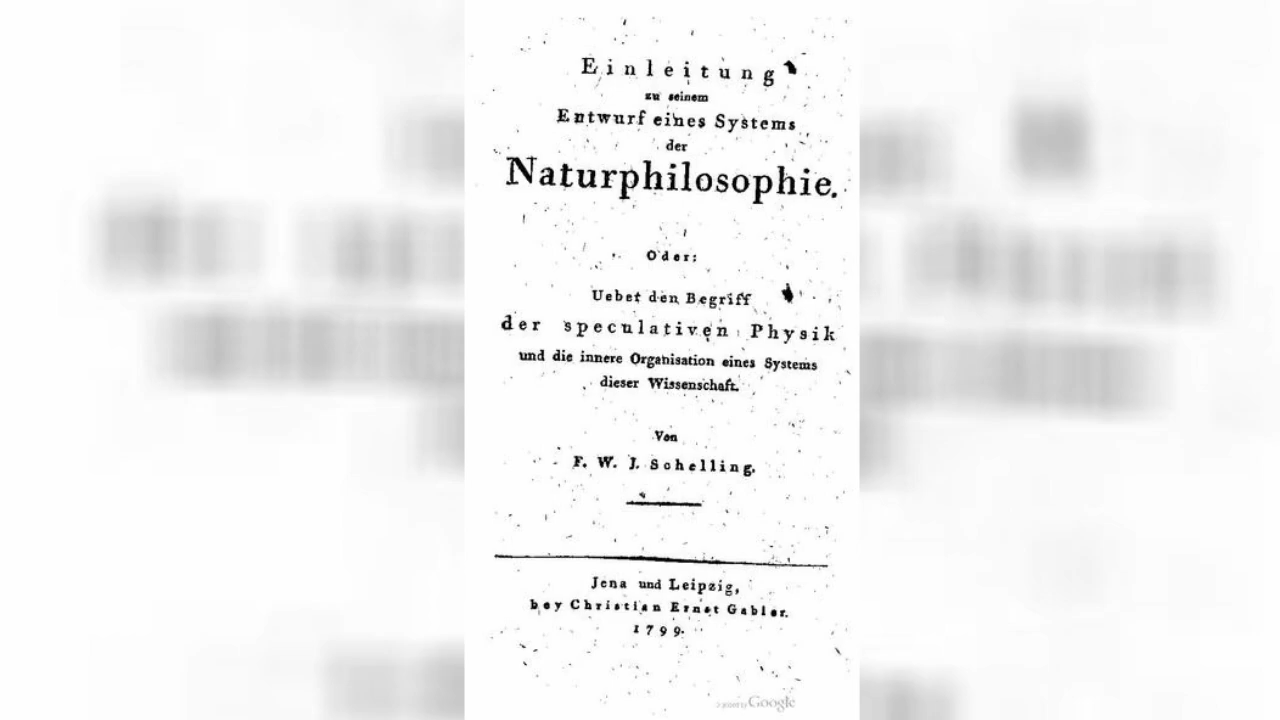 Einleitung
zu seinem
Entwurf eines Systems
der
Naturphilosophie.
Oder:
Ueber den Begriff
der speculativen Physik
und die innere Organisation eines Systems
dieser Wissenschaft.
Von
F. W. J. Schelling.
Jena und Leipzig,
bey Christian Ernst Gabler.
1799.
Google